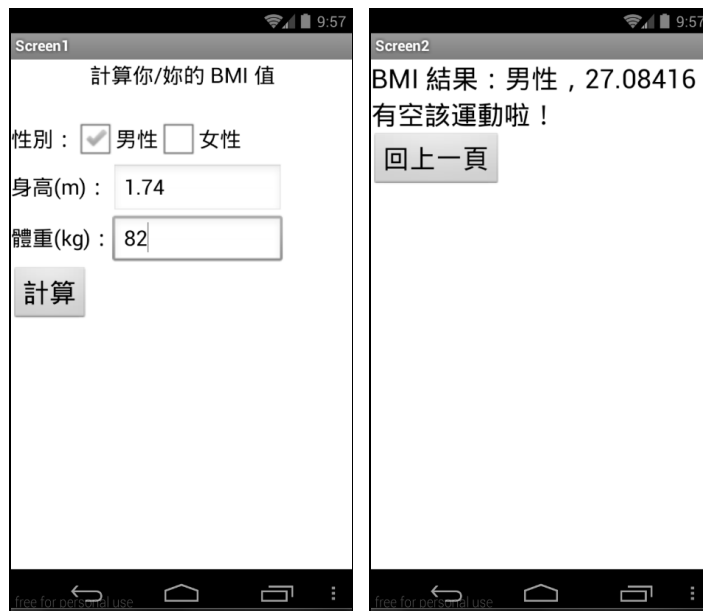 9:57
Screen1
計算你/妳的 BMI 值
性別： 男性 女性
身高(m)： 1.74
體重(kg)： 82
計算
free for personal use
9:57
Screen2
BMI 結果：男性，27.08416
有空該運動啦！
回上一頁
free for personal use